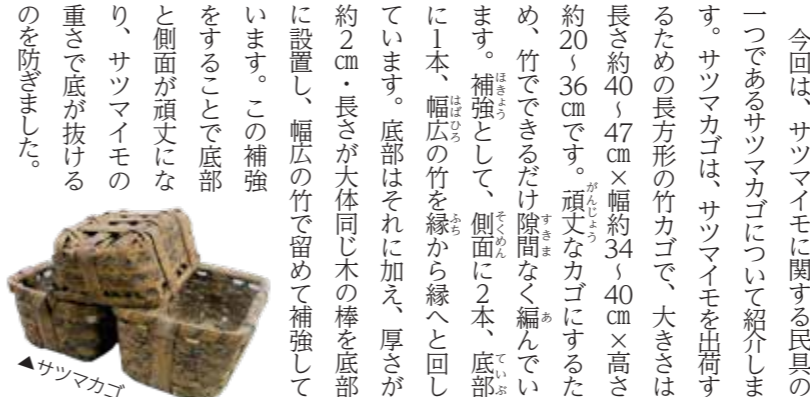 今回は、サツマイモに関する民具の
一つであるサツマカゴについて紹介しま
す。サツマカゴは、サツマイモを出荷す
るための長方形の竹カゴで、大きさは
長さ約40~47㎝×幅約34~40㎝×高さ
約20~36㎝です。頑丈なカゴにするた
め、竹でできるだけ隙間なく編んでい
ます。補強として、側面に2本、底部
に1本、幅広の竹を縁から縁へと回し
ています。底部はそれに加え、厚さが
約2㎝・長さが大体同じ木の棒を底部
に設置し、幅広の竹で留めて補強して
います。この補強
をすることで底部
と側面が頑丈にな
り、サツマイモの
重さで底が抜ける
のを防ぎました。
▲サツマカゴ